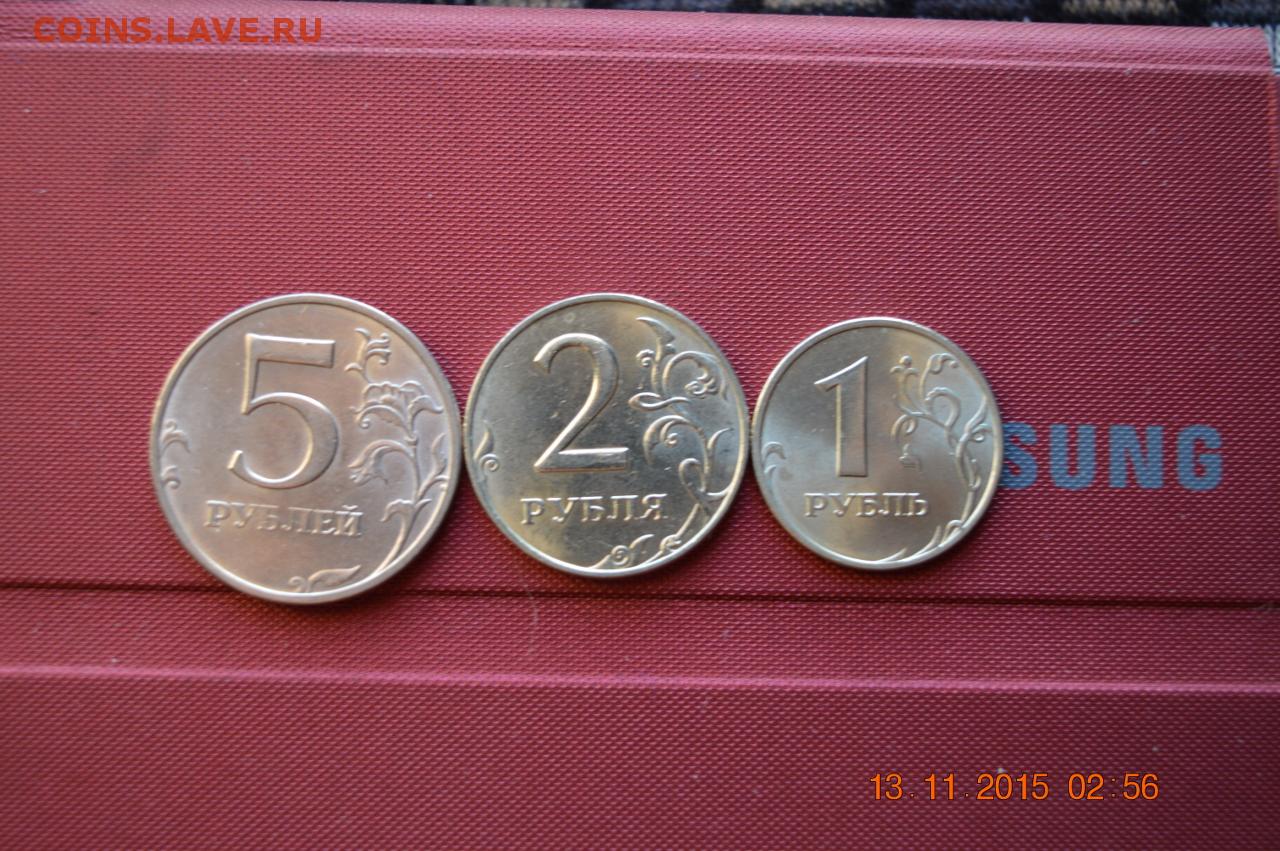 COINS.LAVE.RU
5
РУБЛЕЙ
2
РУБЛЯ
1
РУБЛЬ
SUNG
13.11.2015 02:56